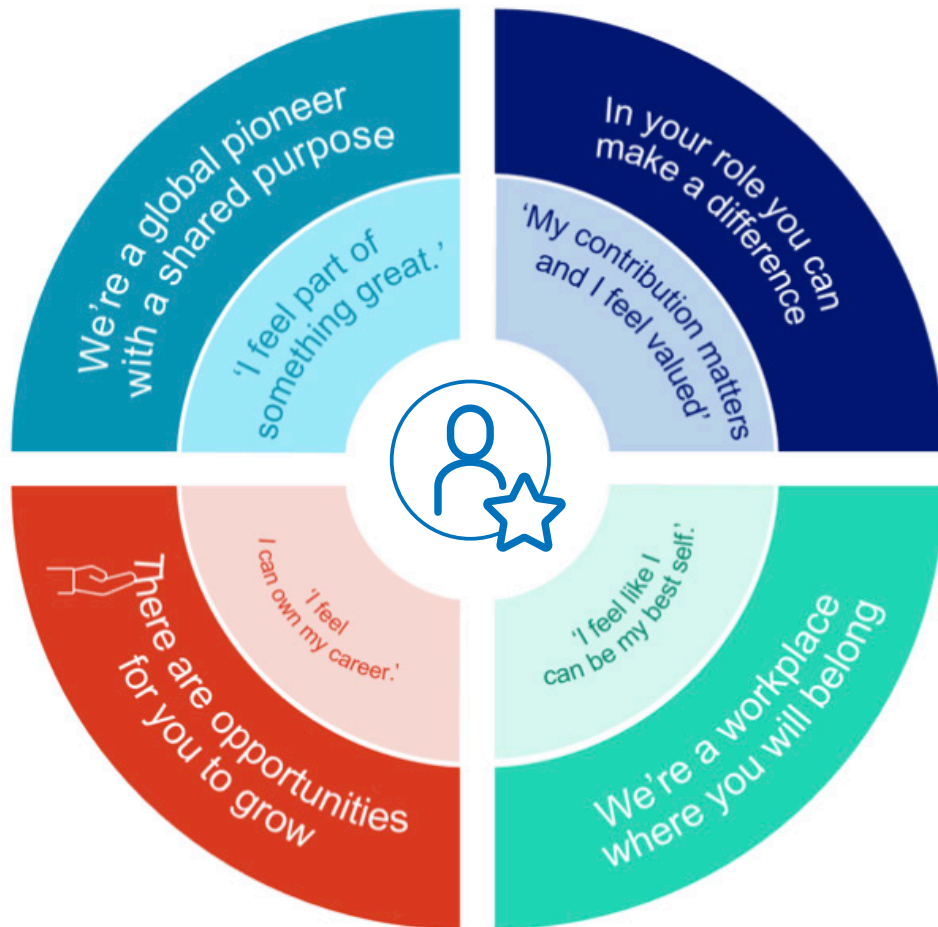 We're a global pioneer
with a shared purpose
'I feel part of
something great.'
In your role you can
make a difference
'My contribution matters
and I feel valued'
There are opportunities
for you to grow
'I feel
I can own my career.'
We're a workplace
where you will belong
'I feel like I
can be my best self.'